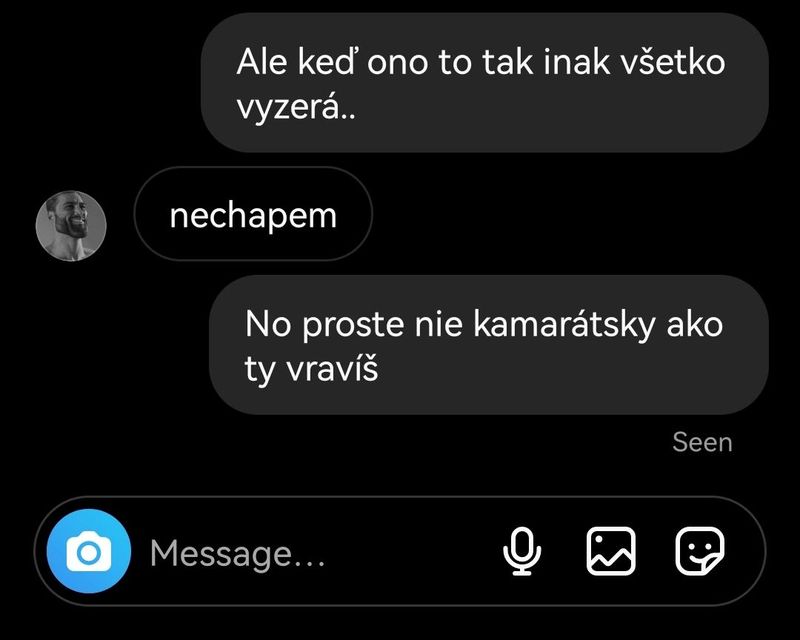 Ale keď ono to tak inak všetko
vyzerá..
nechapem
No proste nie kamarátsky ako
ty vravíš
Seen
Message...